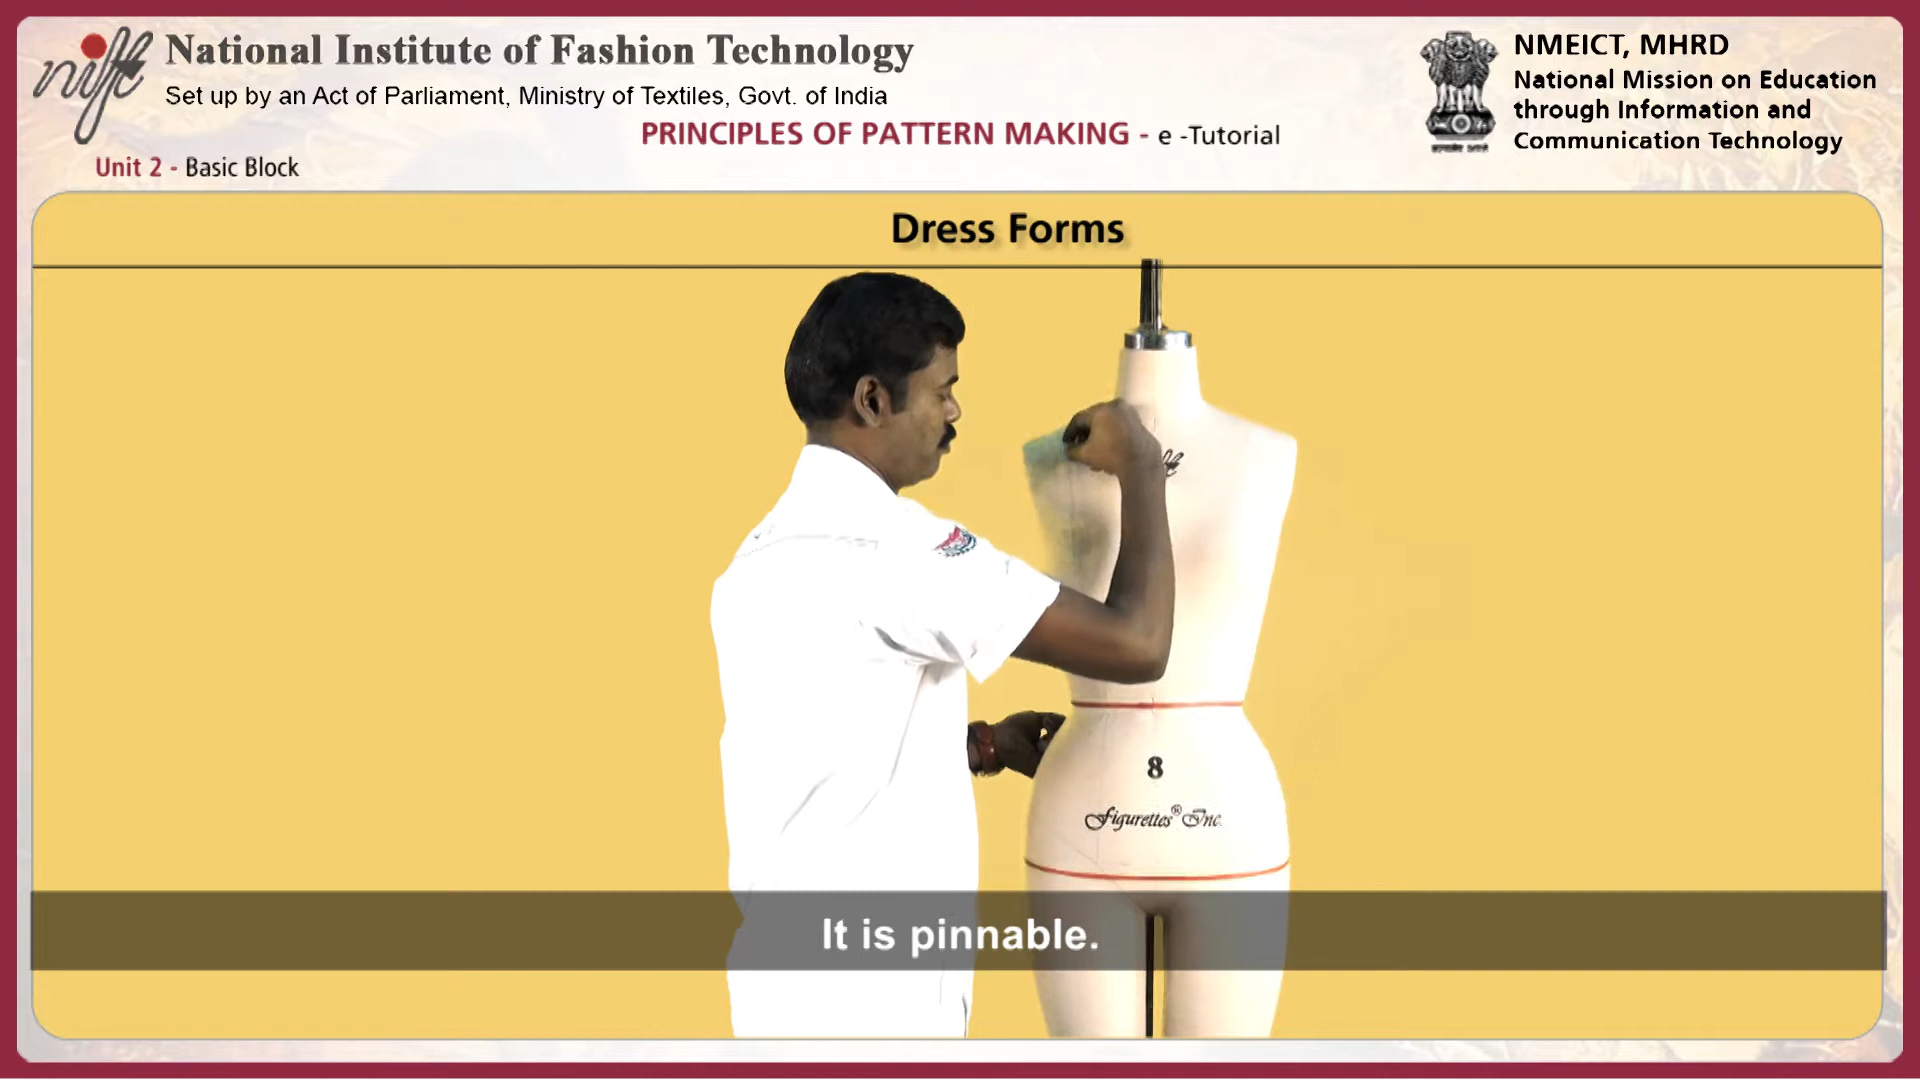 nift
National Institute of Fashion Technology
Set up by an Act of Parliament, Ministry of Textiles, Govt. of India
PRINCIPLES OF PATTERN MAKING - e -Tutorial
Unit 2 - Basic Block
NMEICT, MHRD
National Mission on Education
through Information and
Communication Technology
Dress Forms
8
Figurettes® Inc.
It is pinnable.